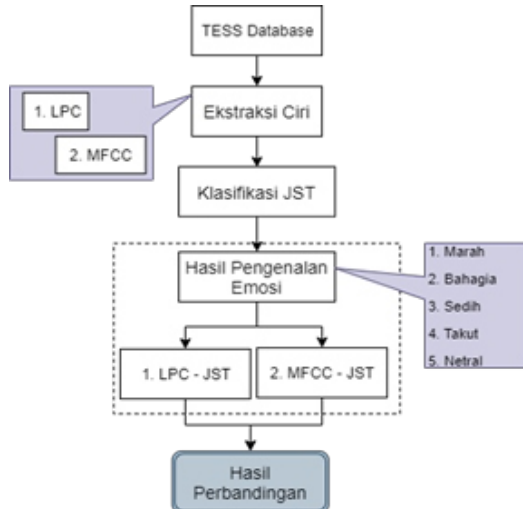 TESS Database
1. LPC
2. MFCC
Ekstraksi Ciri
Klasifikasi JST
Hasil Pengenalan
Emosi
1. Marah
2. Bahagia
3. Sedih
4. Takut
5. Netral
1. LPC - JST
2. MFCC - JST
Hasil
Perbandingan